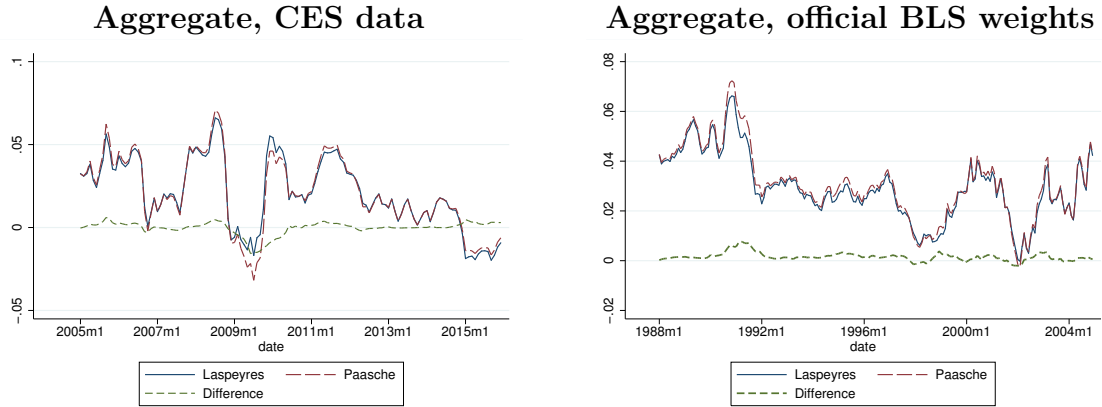 Aggregate, CES data
.1
.05
0
-.05
2005m1 2007m1 2009m1 2011m1 2013m1 2015m1
date
Laspeyres Paasche
Difference
Aggregate, official BLS weights
.08
.06
.04
.02
0
-.02
1988m1 1992m1 1996m1 2000m1 2004m1
date
Laspeyres Paasche
Difference